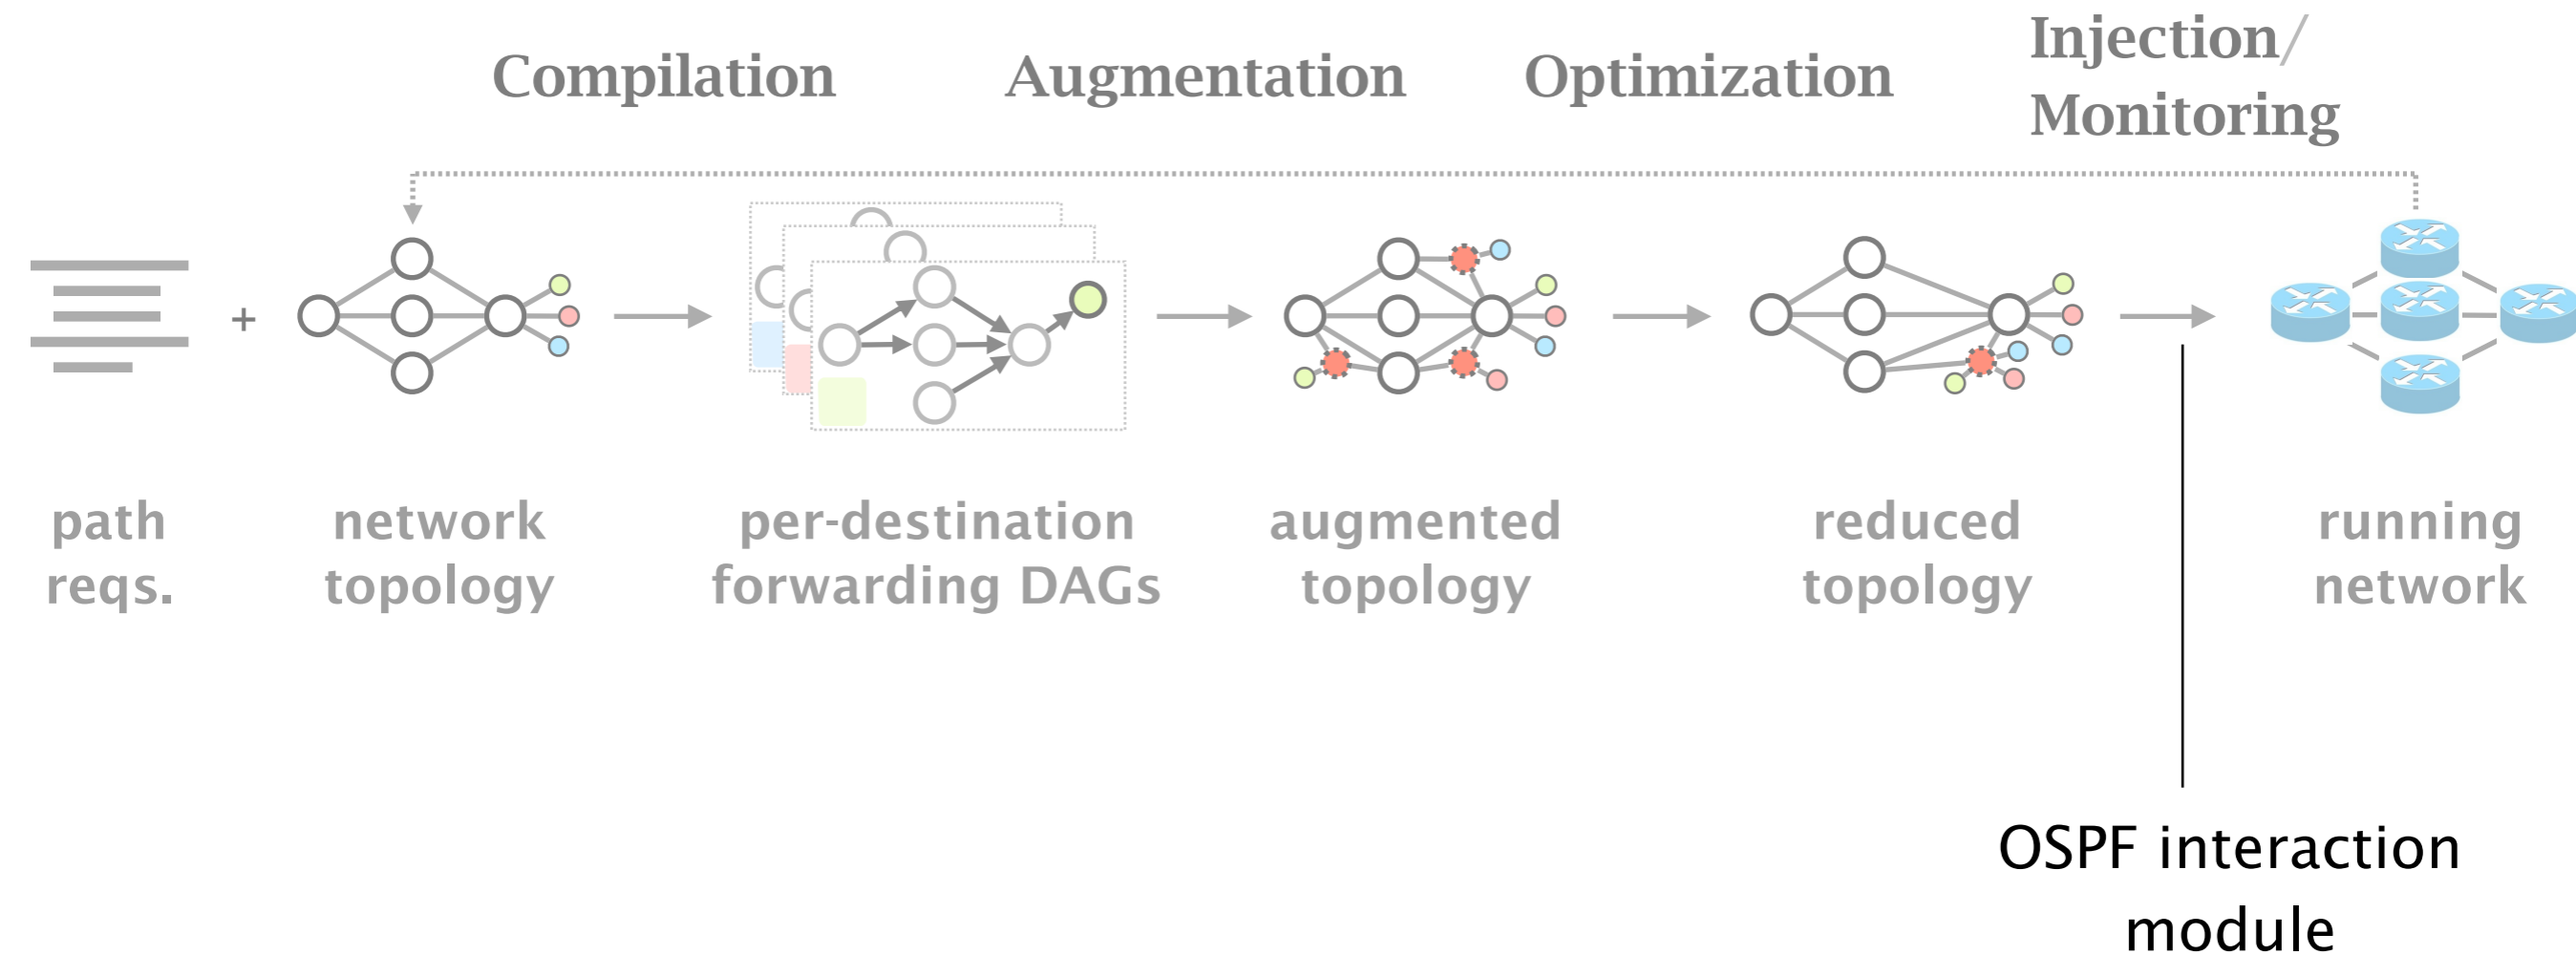 Compilation
Augmentation
Optimization
Injection/
Monitoring
+
path
reqs.
network
topology
per-destination
forwarding DAGs
augmented
topology
reduced
topology
running
network
OSPF interaction
module